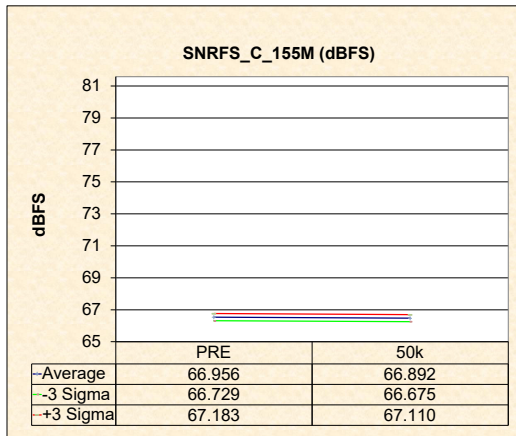 SNRFS_C_155M (dBFS)
81
79
77
75
73
71
69
67
65
dBFS
PRE 50k
Average 66.956 66.892
-3 Sigma 66.729 66.675
+3 Sigma 67.183 67.110